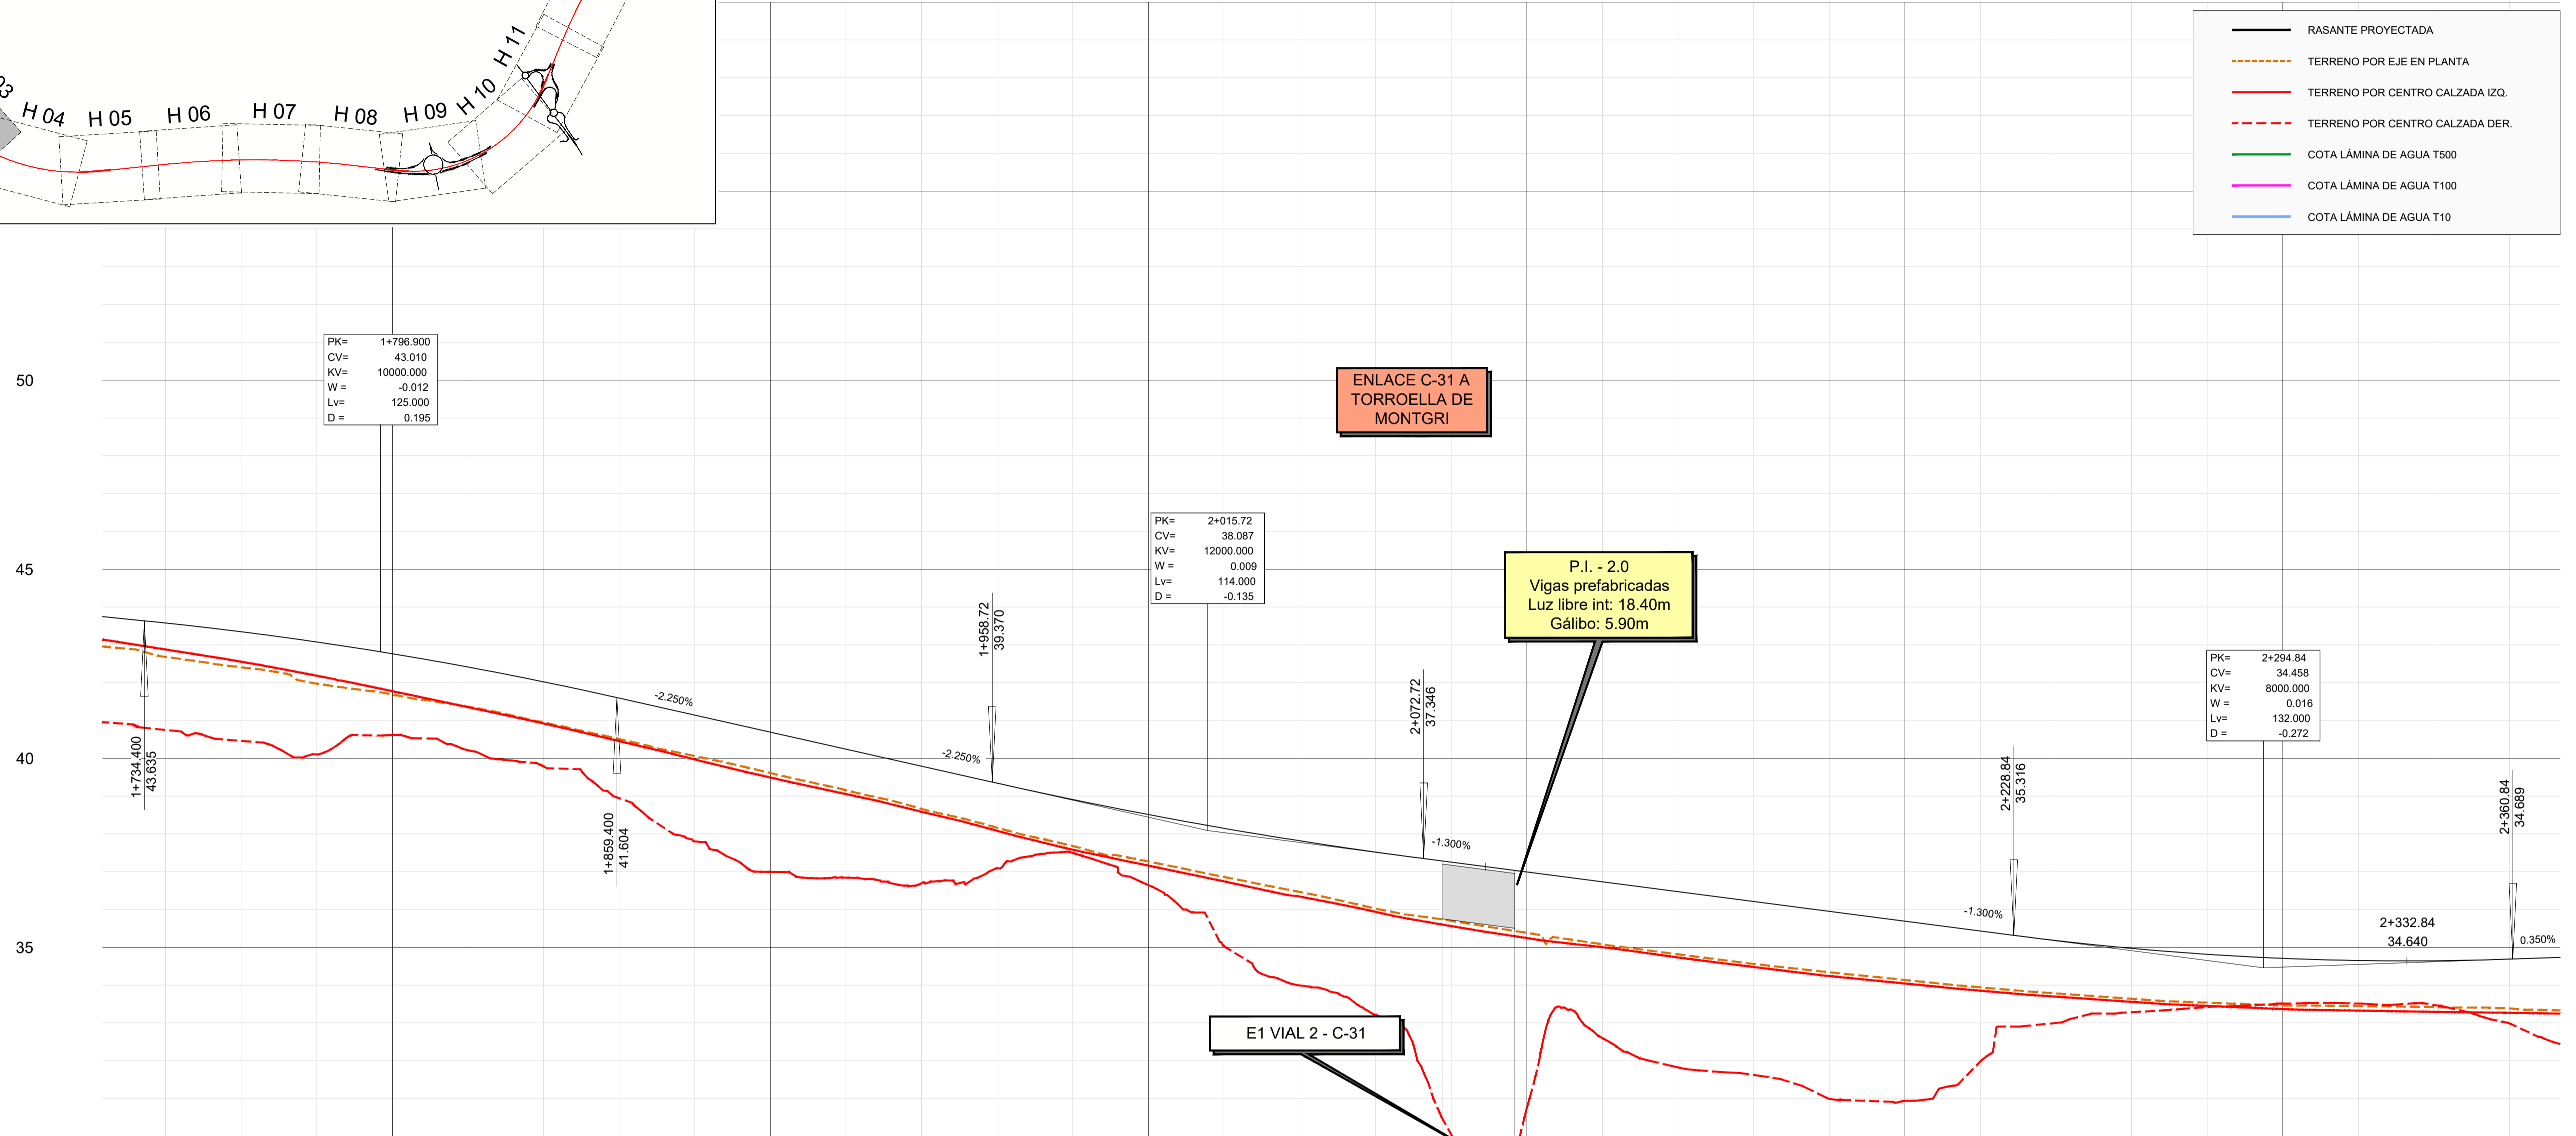 03
H 04
H 05
H 06
H 07
H 08
H 09
H 10
H 11
RASANTE PROYECTADA
TERRENO POR EJE EN PLANTA
TERRENO POR CENTRO CALZADA IZQ.
TERRENO POR CENTRO CALZADA DER.
COTA LÁMINA DE AGUA T500
COTA LÁMINA DE AGUA T100
COTA LÁMINA DE AGUA T10
50
45
40
35
PK= 1+796.900
CV= 43.010
KV= 10000.000
W = -0.012
Lv= 125.000
D = 0.195
ENLACE C-31 A
TORROELLA DE
MONTGRI
PK= 2+015.72
CV= 38.087
KV= 12000.000
W = 0.009
Lv= 114.000
D = -0.135
P.I. - 2.0
Vigas prefabricadas
Luz libre int: 18.40m
Gálibo: 5.90m
PK= 2+294.84
CV= 34.458
KV= 8000.000
W = 0.016
Lv= 132.000
D = -0.272
1+734.400
43.635
1+859.400
41.604
-2.250%
-2.250%
1+958.72
39.370
2+072.72
37.346
-1.300%
-1.300%
2+228.84
35.316
2+332.84
34.640
2+360.84
34.689
0.350%
E1 VIAL 2 - C-31